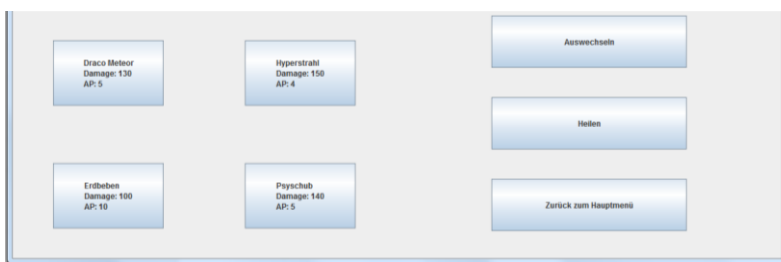 Draco Meteor
Damage: 130
AP: 5
Hyperstrahl
Damage: 150
AP: 4
Auswechseln
Heilen
Erdbeben
Damage: 100
AP: 10
Psyschub
Damage: 140
AP: 5
Zurück zum Hauptmenü